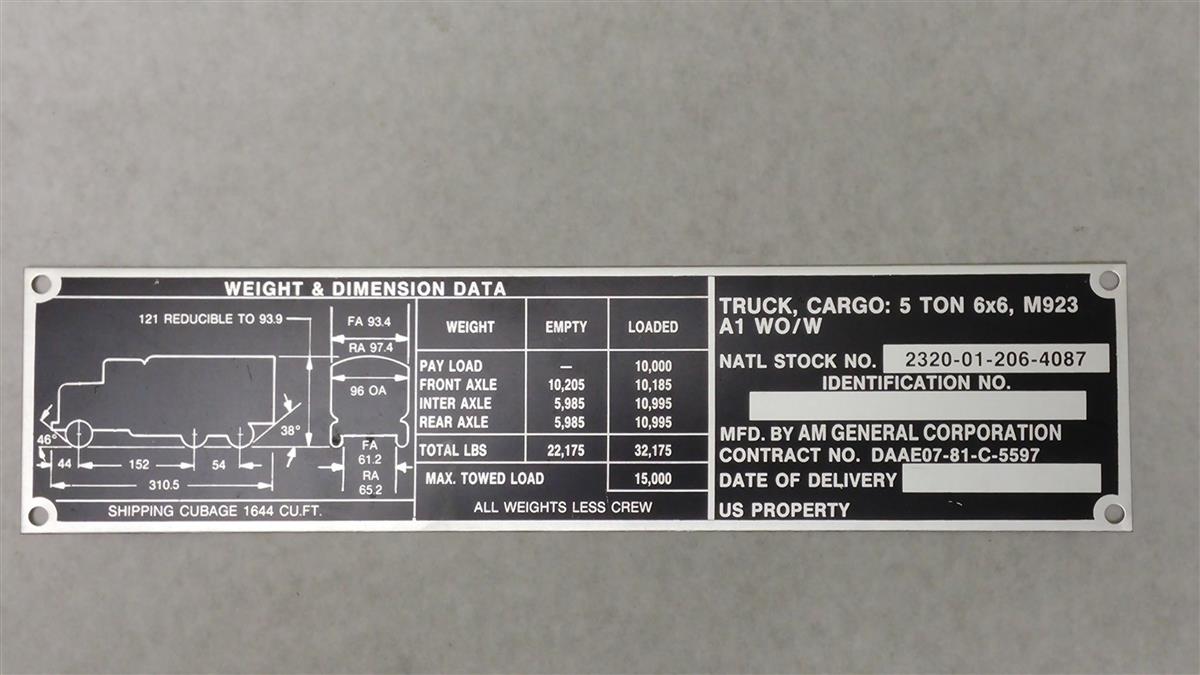 WEIGHT & DIMENSION DATA
121 REDUCIBLE TO 93.9
FA 93.4
RA 97.4
96 OA
46°
38°
44
152
54
310.5
FA
61.2
RA
65.2
SHIPPING CUBAGE 1644 CU.FT.
WEIGHT EMPTY LOADED
PAY LOAD — 10,000
FRONT AXLE 10,205 10,185
INTER AXLE 5,985 10,995
REAR AXLE 5,985 10,995
TOTAL LBS 22,175 32,175
MAX. TOWED LOAD 15,000
ALL WEIGHTS LESS CREW
TRUCK, CARGO: 5 TON 6x6, M923
A1 WO/W
NATL STOCK NO. 2320-01-206-4087
IDENTIFICATION NO.
MFD. BY AM GENERAL CORPORATION
CONTRACT NO. DAAE07-81-C-5597
DATE OF DELIVERY
US PROPERTY